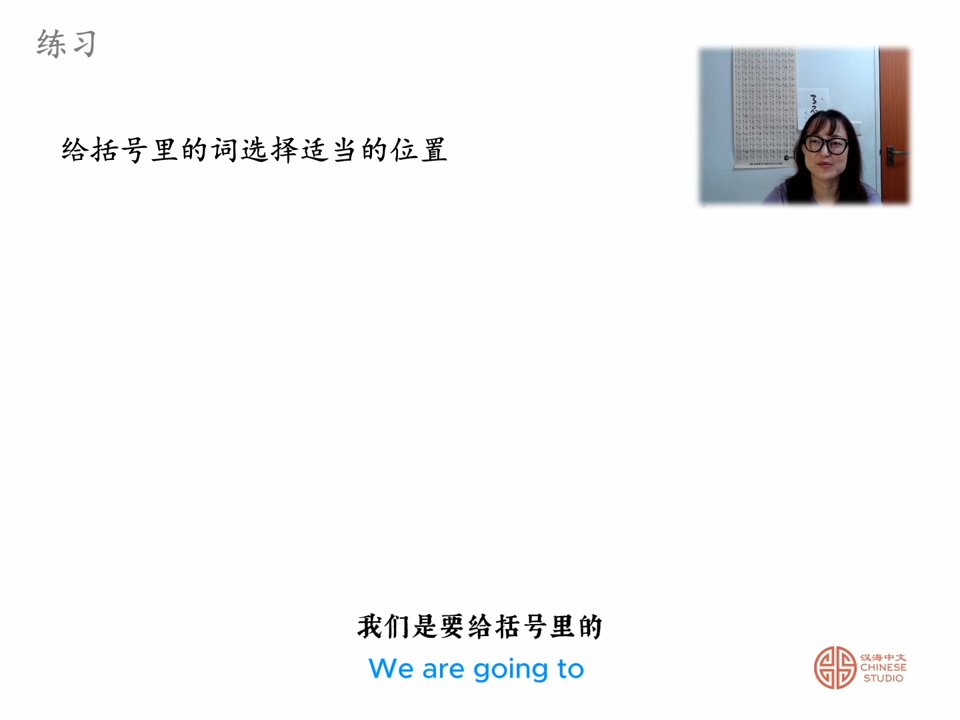 练习
给括号里的词选择适当的位置
我们是要给括号里的
We are going to
汉海中文
CHINESE
STUDIO